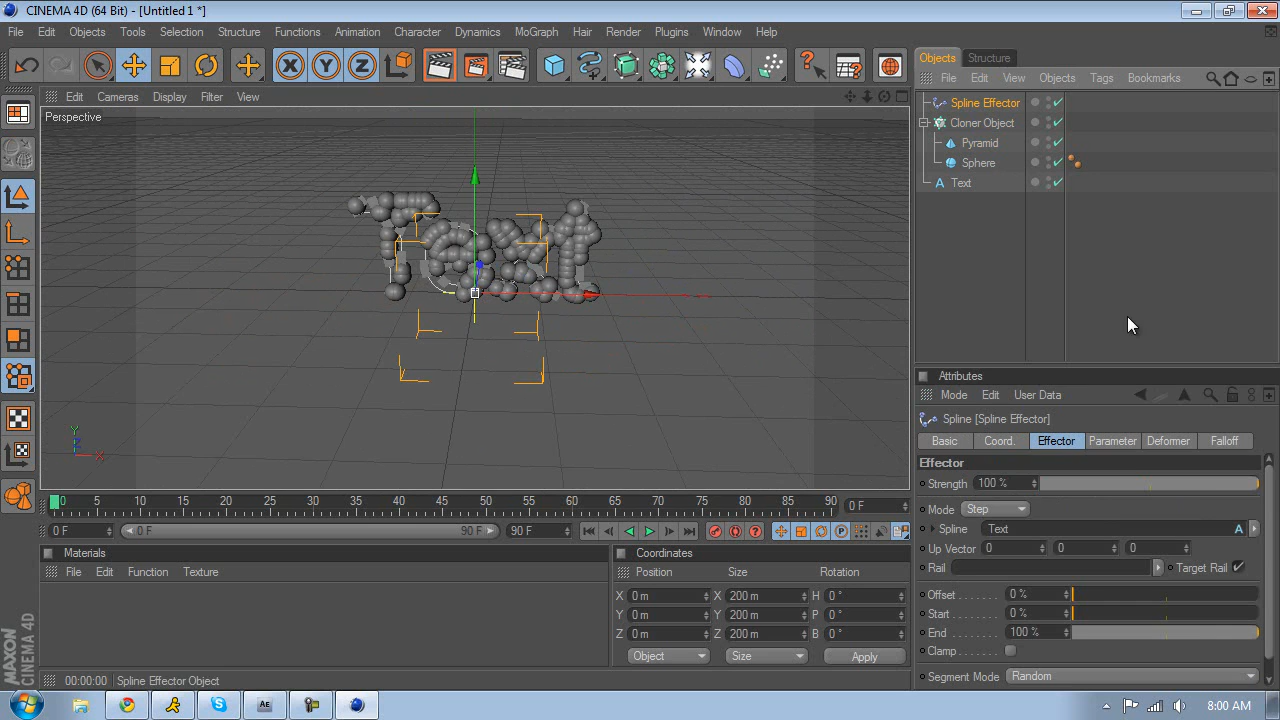 CINEMA 4D (64 Bit) - [Untitled 1 *]
File Edit Objects Tools Selection Structure Functions Animation Character Dynamics MoGraph Hair Render Plugins Window Help
Objects Structure
Edit Cameras Display Filter View
File Edit View Objects Tags Bookmarks
Perspective
Spline Effector
Cloner Object
Pyramid
Sphere
A Text
Y
Z
X
Attributes
Mode Edit User Data
Spline [Spline Effector]
Basic Coord. Effector Parameter Deformer Falloff
Effector
Strength 100 %
Mode Step
Spline Text A
Up Vector 0 0 0
Rail Target Rail
Offset . . . . . . . 0 %
Start . . . . . . . . 0 %
End . . . . . . . . . 100 %
Clamp . . . . . .
Segment Mode Random
0 5 10 15 20 25 30 35 40 45 50 55 60 65 70 75 80 85 90 0 F
0 F 0 F 90 F 90 F
Materials
File Edit Function Texture
Coordinates
Position Size Rotation
X 0 m X 200 m H 0 °
Y 0 m Y 200 m P 0 °
Z 0 m Z 200 m B 0 °
Object Size Apply
MAXON
CINEMA 4D
00:00:00 Spline Effector Object
Ae
8:00 AM